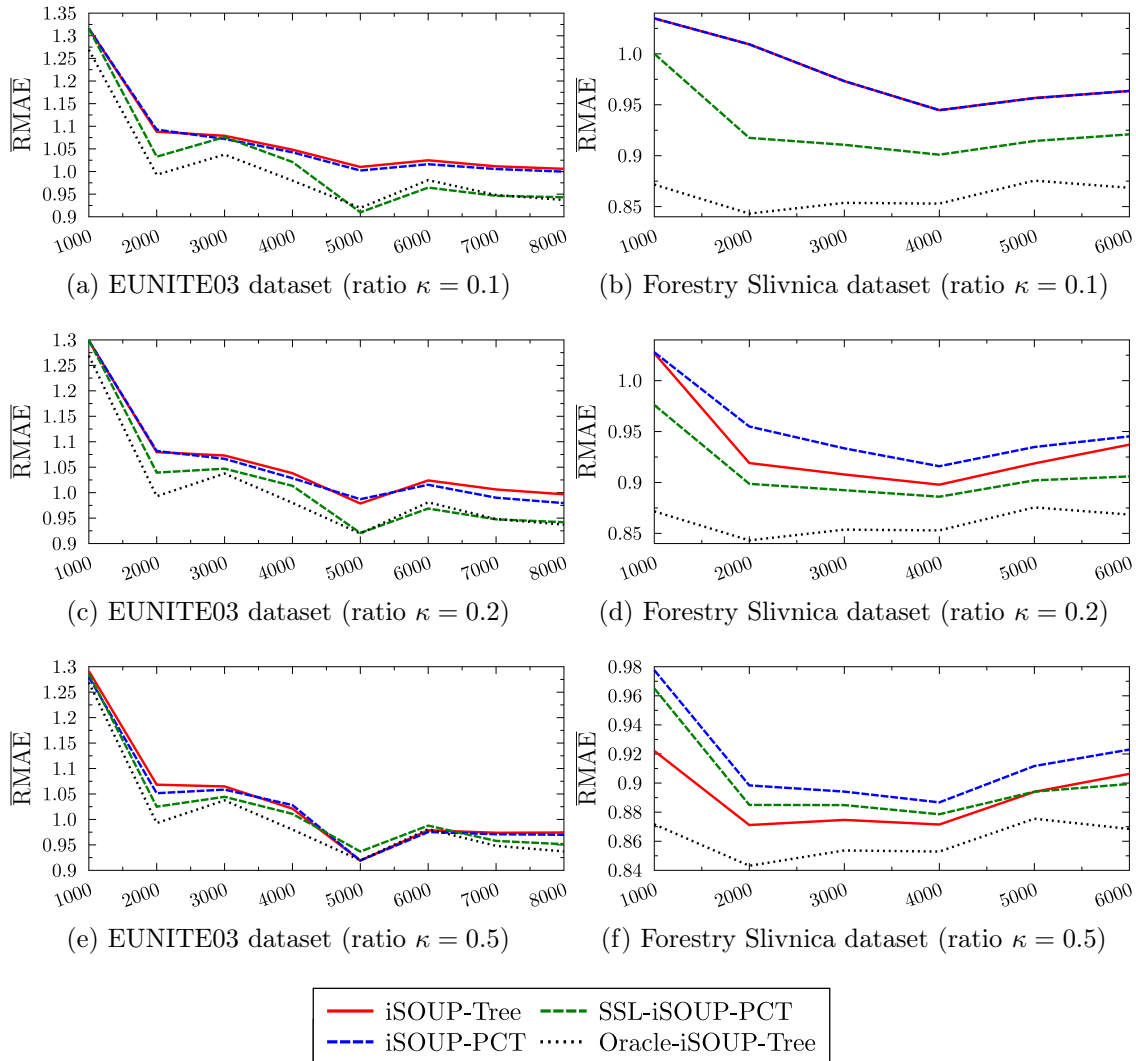 1.35
1.3
1.25
1.2
1.15
1.1
1.05
1.0
0.95
0.9
RMAE
1000 2000 3000 4000 5000 6000 7000 8000
(a) EUNITE03 dataset (ratio κ = 0.1)
1.0
0.95
0.9
0.85
RMAE
1000 2000 3000 4000 5000 6000
(b) Forestry Slivnica dataset (ratio κ = 0.1)
1.3
1.25
1.2
1.15
1.1
1.05
1.0
0.95
0.9
RMAE
1000 2000 3000 4000 5000 6000 7000 8000
(c) EUNITE03 dataset (ratio κ = 0.2)
1.0
0.95
0.9
0.85
RMAE
1000 2000 3000 4000 5000 6000
(d) Forestry Slivnica dataset (ratio κ = 0.2)
1.3
1.25
1.2
1.15
1.1
1.05
1.0
0.95
0.9
RMAE
1000 2000 3000 4000 5000 6000 7000 8000
(e) EUNITE03 dataset (ratio κ = 0.5)
0.98
0.96
0.94
0.92
0.9
0.88
0.86
0.84
RMAE
1000 2000 3000 4000 5000 6000
(f) Forestry Slivnica dataset (ratio κ = 0.5)
iSOUP-Tree
iSOUP-PCT
SSL-iSOUP-PCT
Oracle-iSOUP-Tree